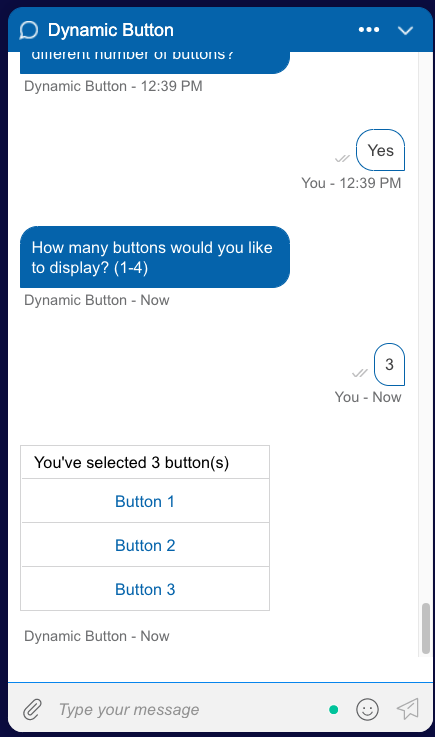 Dynamic Button
different number of buttons?
Dynamic Button - 12:39 PM
Yes
You - 12:39 PM
How many buttons would you like
to display? (1-4)
Dynamic Button - Now
3
You - Now
You've selected 3 button(s)
Button 1
Button 2
Button 3
Dynamic Button - Now
Type your message